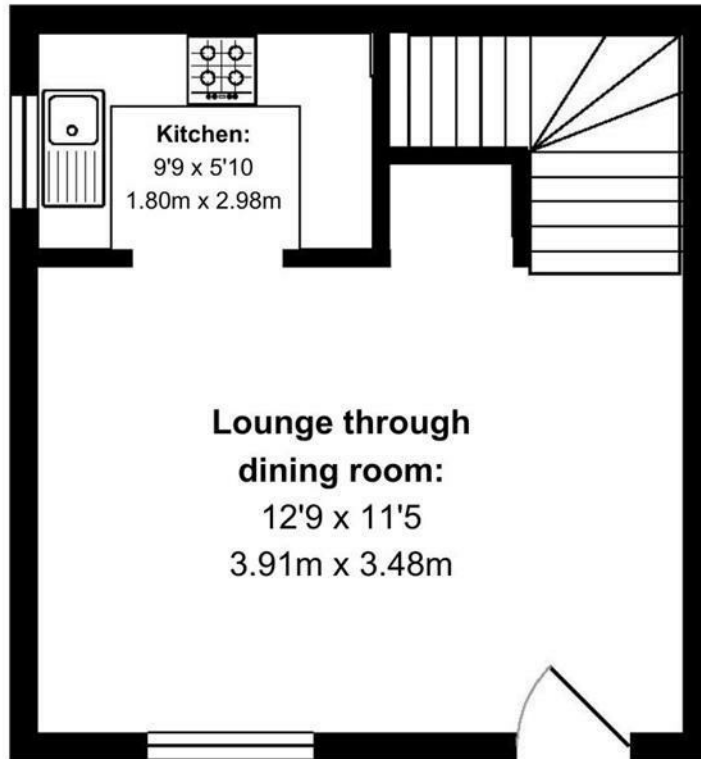 Kitchen:
9'9 x 5'10
1.80m x 2.98m
Lounge through
dining room:
12'9 x 11'5
3.91m x 3.48m